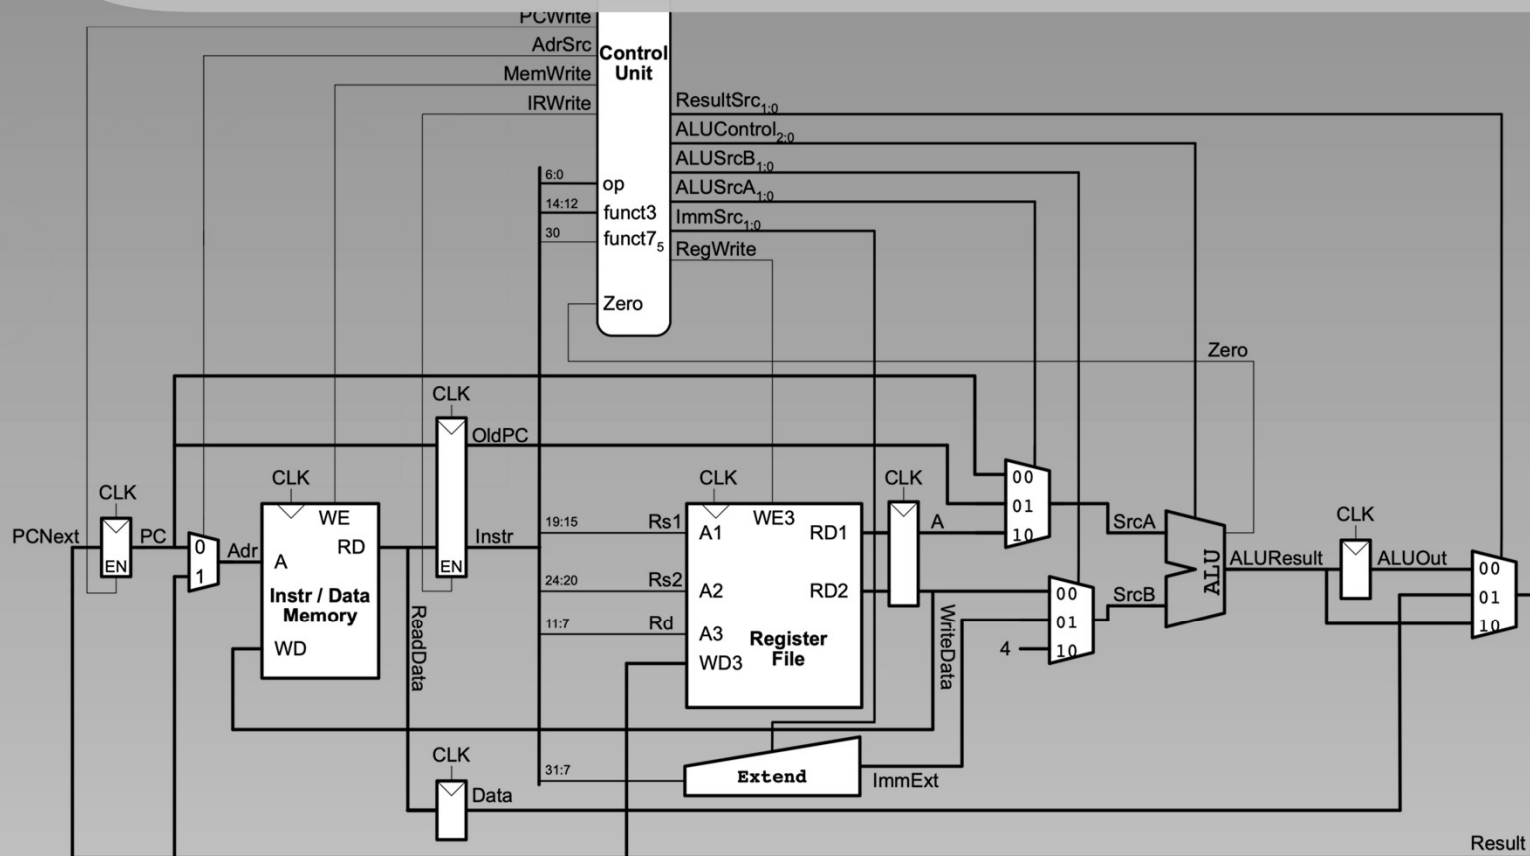 PCWrite
AdrSrc
MemWrite
IRWrite
Control
Unit
ResultSrc1:0
ALUControl2:0
ALUSrcB1:0
ALUSrcA1:0
ImmSrc1:0
RegWrite
6:0
op
14:12
funct3
30
funct75
Zero
Zero
CLK
OldPC
CLK
PCNext
PC
EN
0
1
Adr
CLK
WE
A
RD
Instr / Data
Memory
WD
ReadData
EN
Instr
19:15
Rs1
24:20
Rs2
11:7
Rd
31:7
CLK
WE3
A1
RD1
A2
RD2
A3
WD3
Register
File
CLK
A
WriteData
00
01
10
SrcA
00
01
10
4
SrcB
ALU
ALUResult
CLK
ALUOut
00
01
10
Extend
ImmExt
CLK
Data
Result